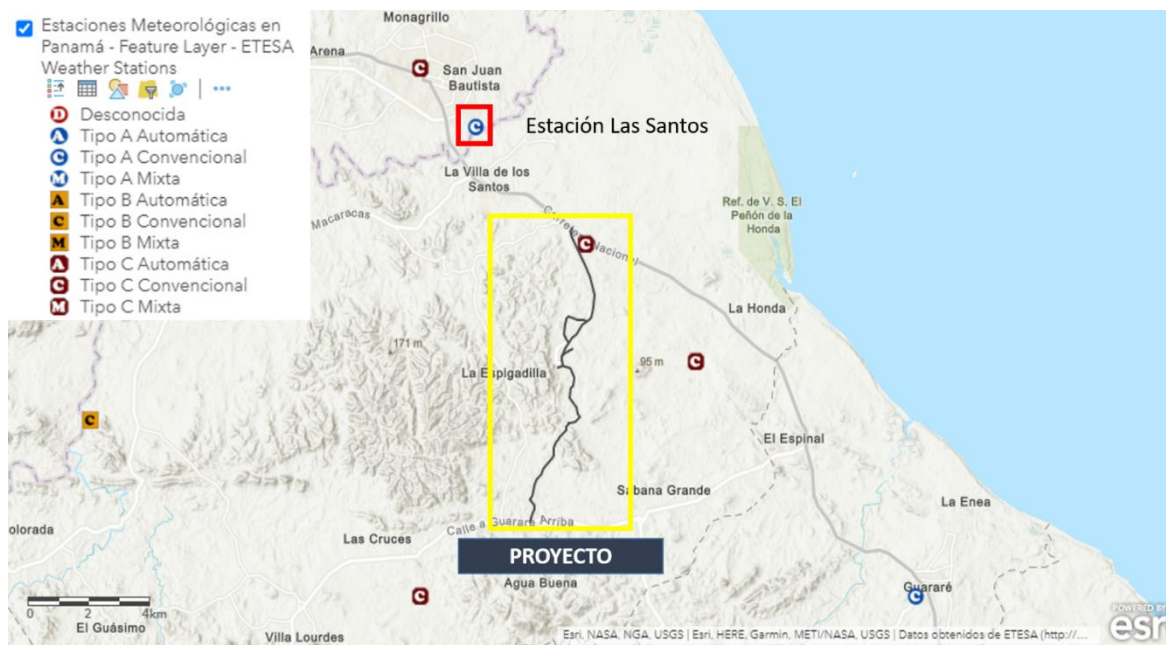 Estaciones Meteorológicas en
Panamá - Feature Layer - ETESA
Weather Stations
D Desconocida
A Tipo A Automática
C Tipo A Convencional
M Tipo A Mixta
A Tipo B Automática
C Tipo B Convencional
M Tipo B Mixta
A Tipo C Automática
C Tipo C Convencional
M Tipo C Mixta
Monagrillo
Arena
C
San Juan
Bautista
C
Estación Las Santos
La Villa de los
Santos
Macaracas
Carretera Nacional
C
Ref. de V. S. El
Peñón de la
Honda
La Honda
171 m
La Espigadilla
95 m
C
C
El Espinal
Sabana Grande
La Enea
olorada
Calle a Guararé Arriba
Las Cruces
PROYECTO
Agua Buena
C
Guararé
C
0 2 4km
El Guásimo
Villa Lourdes
Esri, NASA, NGA, USGS | Esri, HERE, Garmin, METI/NASA, USGS | Datos obtenidos de ETESA (http://...
POWERED BY
esri